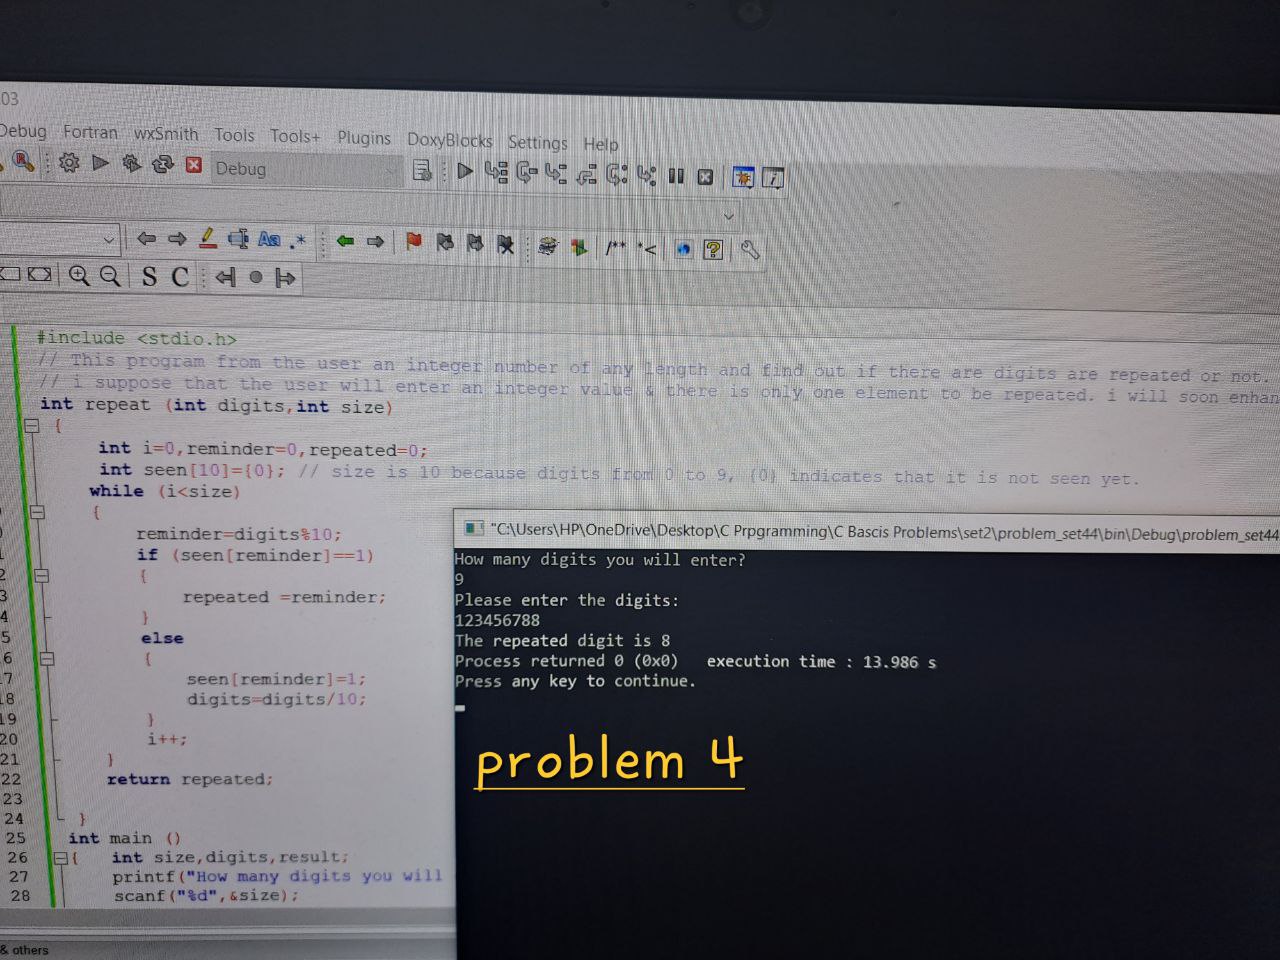 03
Debug Fortran wxSmith Tools Tools+ Plugins DoxyBlocks Settings Help
Debug
S C
#include <stdio.h>
// This program from the user an integer number of any length and find out if there are digits are repeated or not.
// i suppose that the user will enter an integer value & there is only one element to be repeated. i will soon enhan
int repeat (int digits,int size)
{
int i=0,reminder=0,repeated=0;
int seen[10]={0}; // size is 10 because digits from 0 to 9, {0} indicates that it is not seen yet.
while (i<size)
{
reminder=digits%10;
if (seen[reminder]==1)
{
repeated =reminder;
}
else
{
seen[reminder]=1;
digits=digits/10;
}
i++;
}
return repeated;
}
int main ()
{ int size,digits,result;
printf("How many digits you will
scanf("%d",&size);
20
21
22
23
24
25
26
27
28
"C:\Users\HP\OneDrive\Desktop\C Prpgramming\C Bascis Problems\set2\problem_set44\bin\Debug\problem_set44
How many digits you will enter?
9
Please enter the digits:
123456788
The repeated digit is 8
Process returned 0 (0x0) execution time : 13.986 s
Press any key to continue.
problem 4
& others